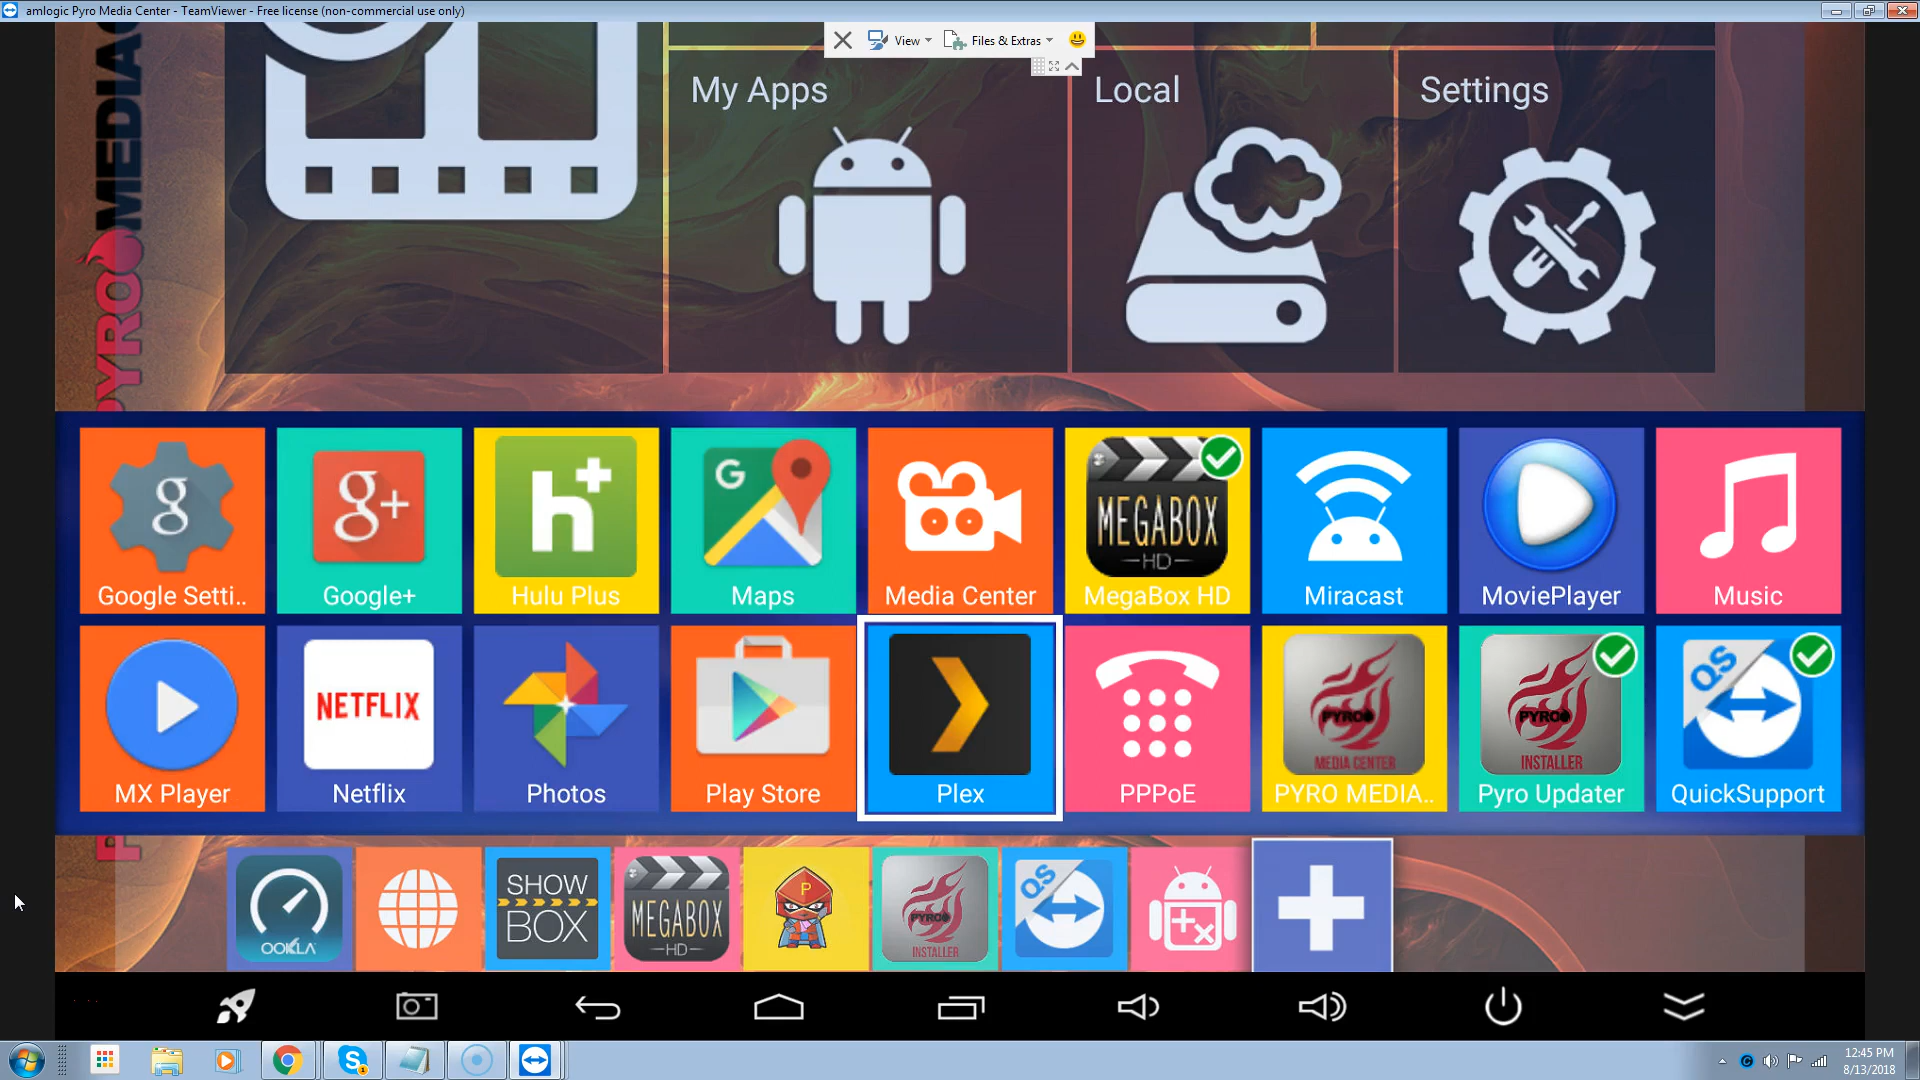 amlogic Pyro Media Center - TeamViewer - Free license (non-commercial use only)
View
Files & Extras
PYRO MEDIA
My Apps
Local
Settings
g
g+
h+
G
MEGABOX
HD
Google Setti..
Google+
Hulu Plus
Maps
Media Center
MegaBox HD
Miracast
MoviePlayer
Music
NETFLIX
PYRO
MEDIA CENTER
PYRO
INSTALLER
QS
MX Player
Netflix
Photos
Play Store
Plex
PPPoE
PYRO MEDIA..
Pyro Updater
QuickSupport
OOKLA
SHOW
BOX
MEGABOX
HD
P
PYRO
INSTALLER
QS
12:45 PM
8/13/2018